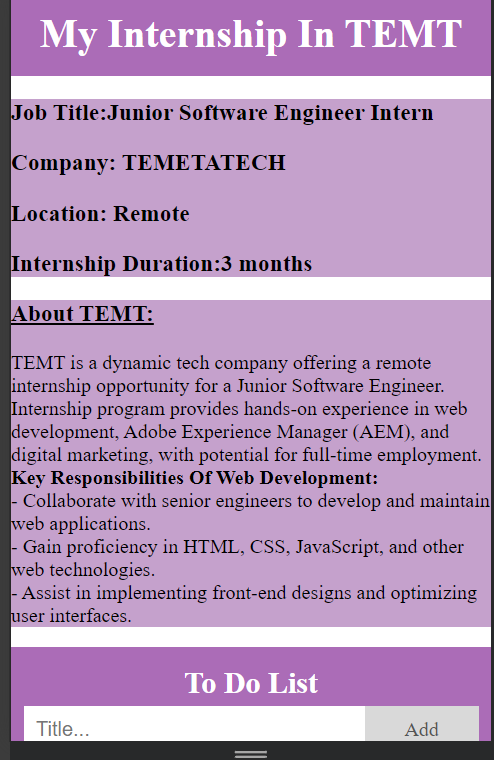 My Internship In TEMT
Job Title:Junior Software Engineer Intern
Company: TEMETATECH
Location: Remote
Internship Duration:3 months
About TEMT:
TEMT is a dynamic tech company offering a remote
internship opportunity for a Junior Software Engineer.
Internship program provides hands-on experience in web
development, Adobe Experience Manager (AEM), and
digital marketing, with potential for full-time employment.
Key Responsibilities Of Web Development:
- Collaborate with senior engineers to develop and maintain
web applications.
- Gain proficiency in HTML, CSS, JavaScript, and other
web technologies.
- Assist in implementing front-end designs and optimizing
user interfaces.
To Do List
Title...
Add